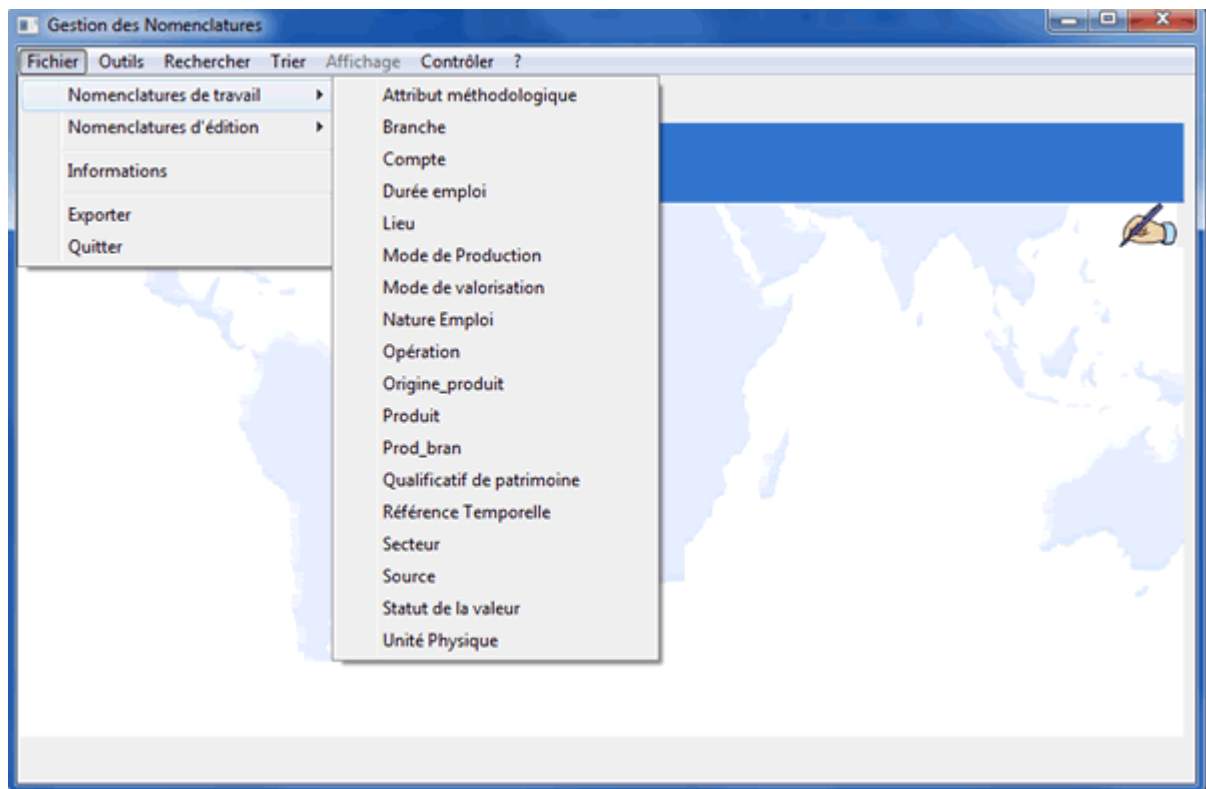 Gestion des Nomenclatures
Fichier Outils Rechercher Trier Affichage Contrôler ?
Nomenclatures de travail
Nomenclatures d'édition
Informations
Exporter
Quitter
Attribut méthodologique
Branche
Compte
Durée emploi
Lieu
Mode de Production
Mode de valorisation
Nature Emploi
Opération
Origine_produit
Produit
Prod_bran
Qualificatif de patrimoine
Référence Temporelle
Secteur
Source
Statut de la valeur
Unité Physique